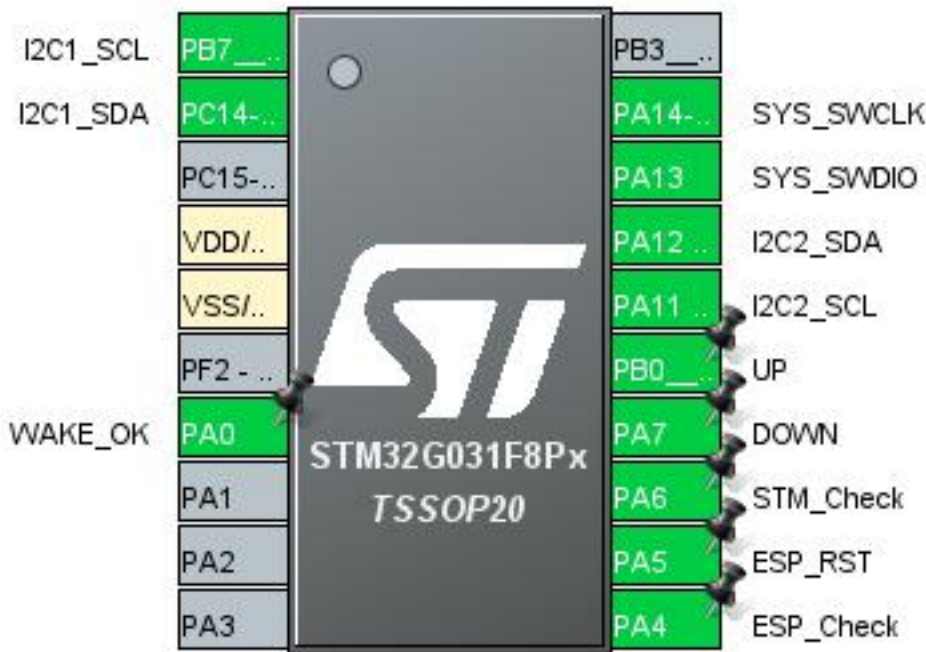 I2C1_SCL PB7__.. PB3__..
I2C1_SDA PC14-.. PA14-.. SYS_SWCLK
PC15-.. PA13 SYS_SWDIO
VDD/.. PA12 .. I2C2_SDA
VSS/.. PA11 .. I2C2_SCL
PF2 - .. PB0__.. UP
WAKE_OK PA0 PA7 DOWN
STM32G031F8Px
PA1 PA6 STM_Check
TSSOP20
PA2 PA5 ESP_RST
PA3 PA4 ESP_Check